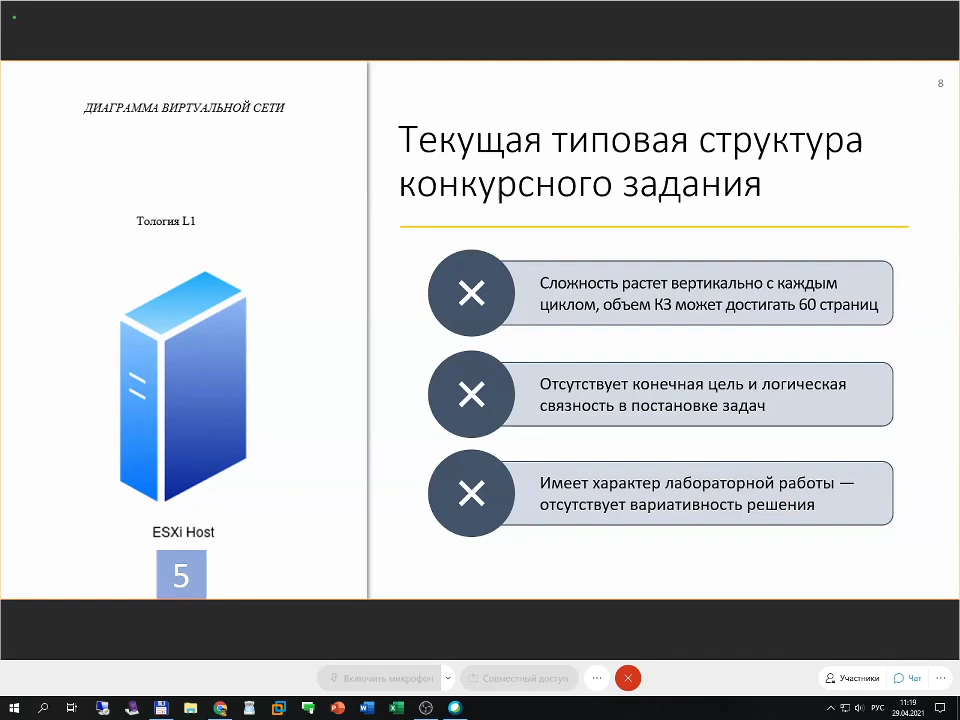 ДИАГРАММА ВИРТУАЛЬНОЙ СЕТИ
Тология L1
ESXi Host
5
8
Текущая типовая структура
конкурсного задания
Сложность растет вертикально с каждым
циклом, объем КЗ может достигать 60 страниц
Отсутствует конечная цель и логическая
связность в постановке задач
Имеет характер лабораторной работы —
отсутствует вариативность решения
Включить микрофон
Совместный доступ
Участники
Чат
РУС
11:19
29.04.2021